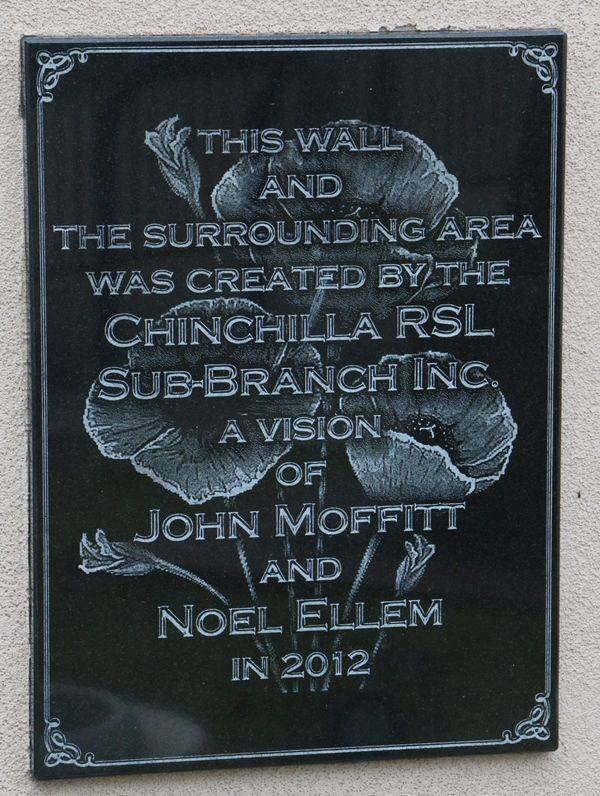 THIS WALL
AND
THE SURROUNDING AREA
WAS CREATED BY THE
CHINCHILLA RSL
SUB-BRANCH INC.
A VISION
OF
JOHN MOFFITT
AND
NOEL ELLEM
IN 2012